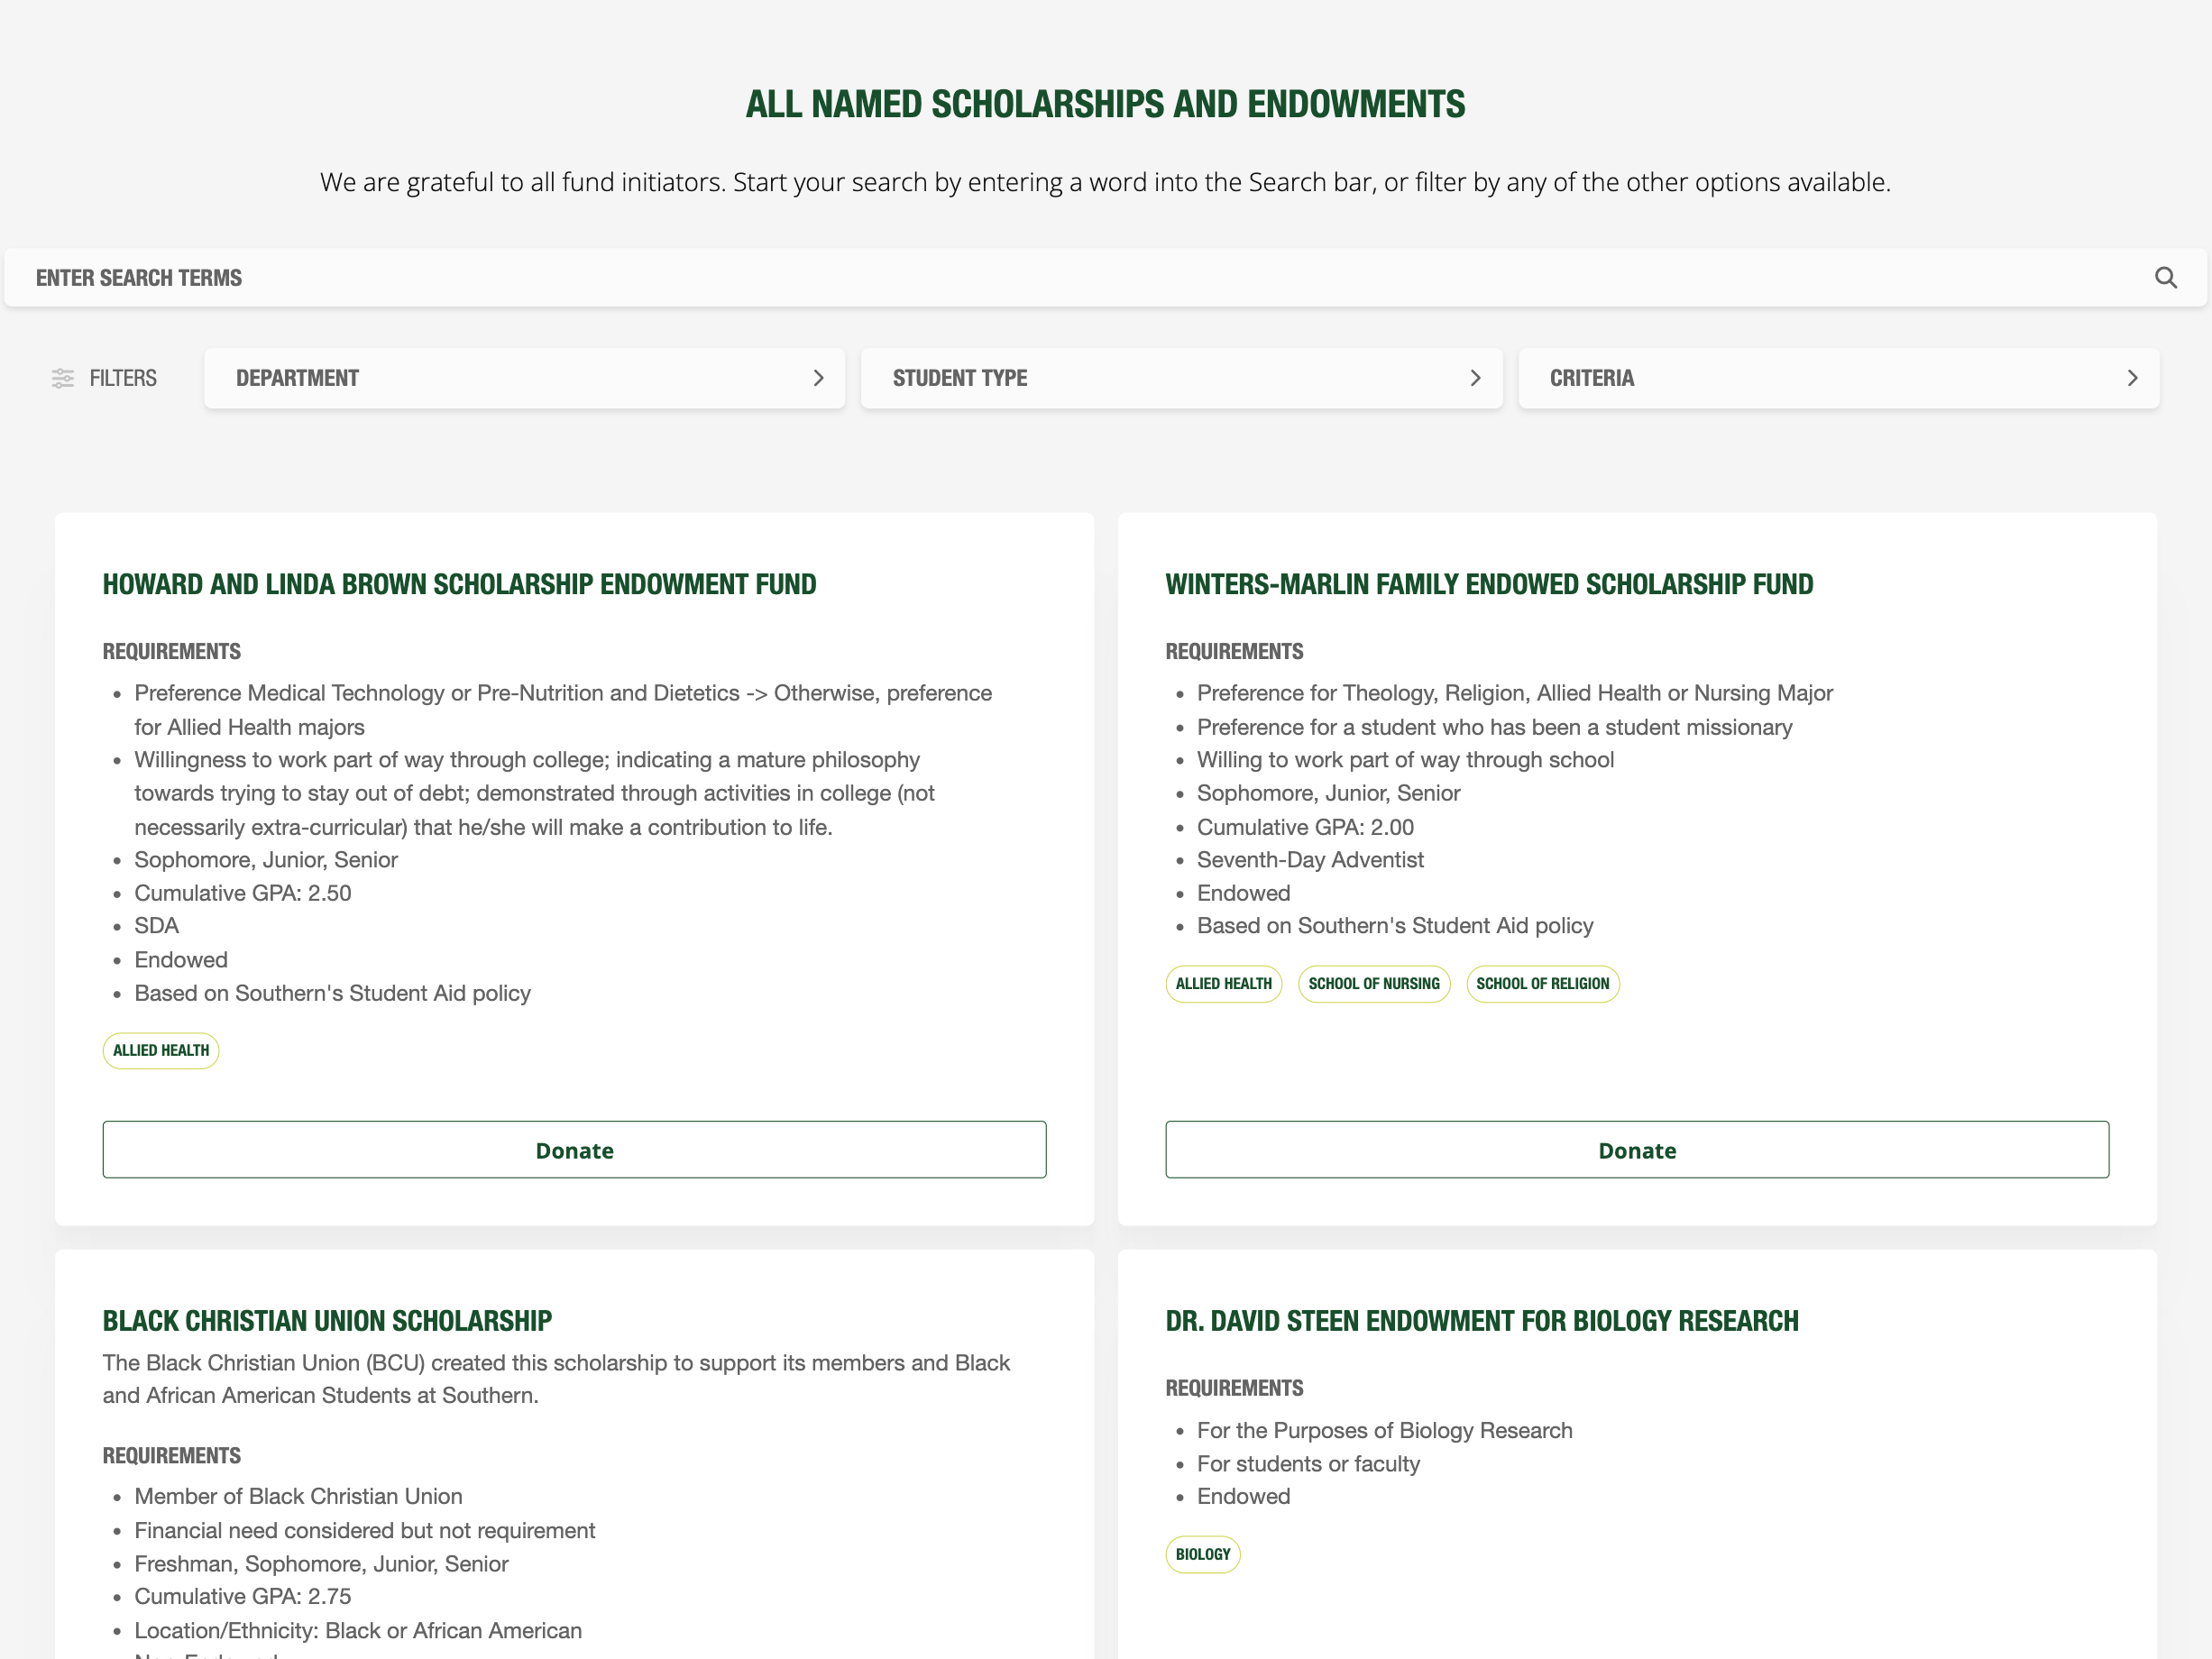 ALL NAMED SCHOLARSHIPS AND ENDOWMENTS
We are grateful to all fund initiators. Start your search by entering a word into the Search bar, or filter by any of the other options available.
ENTER SEARCH TERMS
FILTERS
DEPARTMENT
STUDENT TYPE
CRITERIA
HOWARD AND LINDA BROWN SCHOLARSHIP ENDOWMENT FUND
REQUIREMENTS
Preference Medical Technology or Pre-Nutrition and Dietetics -> Otherwise, preference
for Allied Health majors
Willingness to work part of way through college; indicating a mature philosophy
towards trying to stay out of debt; demonstrated through activities in college (not
necessarily extra-curricular) that he/she will make a contribution to life.
Sophomore, Junior, Senior
Cumulative GPA: 2.50
SDA
Endowed
Based on Southern's Student Aid policy
ALLIED HEALTH
Donate
WINTERS-MARLIN FAMILY ENDOWED SCHOLARSHIP FUND
REQUIREMENTS
Preference for Theology, Religion, Allied Health or Nursing Major
Preference for a student who has been a student missionary
Willing to work part of way through school
Sophomore, Junior, Senior
Cumulative GPA: 2.00
Seventh-Day Adventist
Endowed
Based on Southern's Student Aid policy
ALLIED HEALTH
SCHOOL OF NURSING
SCHOOL OF RELIGION
Donate
BLACK CHRISTIAN UNION SCHOLARSHIP
The Black Christian Union (BCU) created this scholarship to support its members and Black
and African American Students at Southern.
REQUIREMENTS
Member of Black Christian Union
Financial need considered but not requirement
Freshman, Sophomore, Junior, Senior
Cumulative GPA: 2.75
Location/Ethnicity: Black or African American
DR. DAVID STEEN ENDOWMENT FOR BIOLOGY RESEARCH
REQUIREMENTS
For the Purposes of Biology Research
For students or faculty
Endowed
BIOLOGY